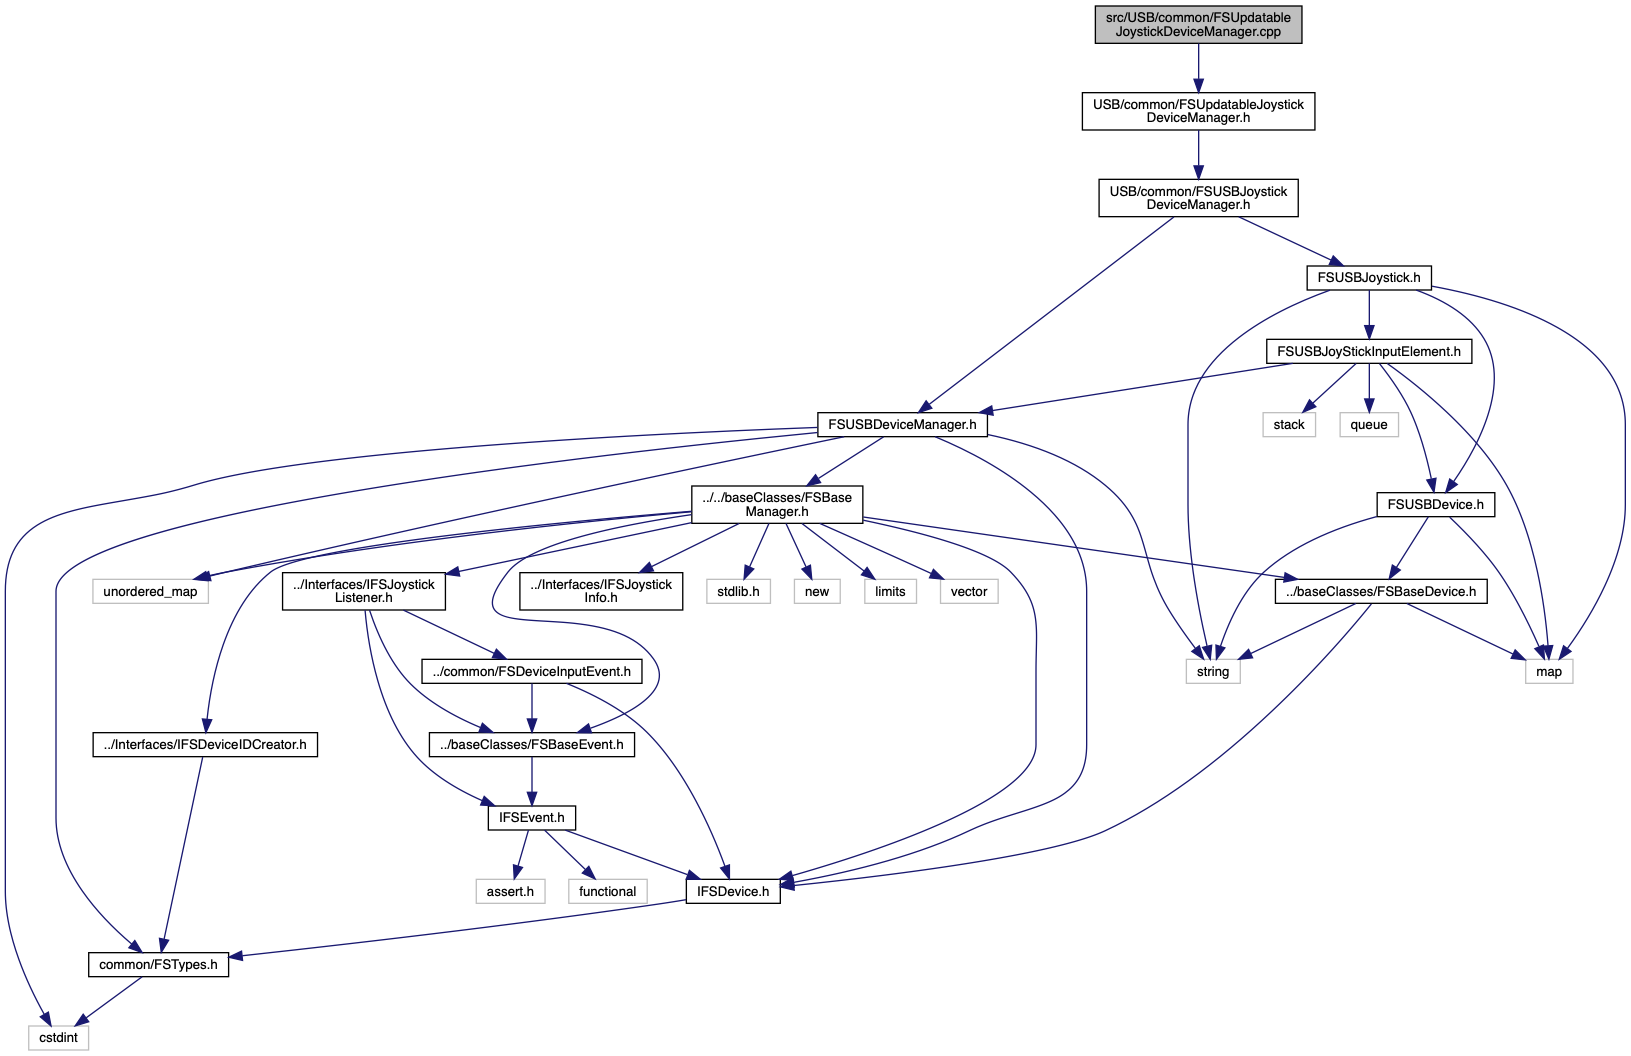 src/USB/common/FSUpdatable
JoystickDeviceManager.cpp
USB/common/FSUpdatableJoystick
DeviceManager.h
USB/common/FSUSBJoystick
DeviceManager.h
FSUSBJoystick.h
FSUSBJoyStickInputElement.h
FSUSBDeviceManager.h
stack
queue
../../baseClasses/FSBase
Manager.h
FSUSBDevice.h
unordered_map
../Interfaces/IFSJoystick
Listener.h
../Interfaces/IFSJoystick
Info.h
stdlib.h
new
limits
vector
../baseClasses/FSBaseDevice.h
../common/FSDeviceInputEvent.h
string
map
../Interfaces/IFSDeviceIDCreator.h
../baseClasses/FSBaseEvent.h
IFSEvent.h
assert.h
functional
IFSDevice.h
common/FSTypes.h
cstdint